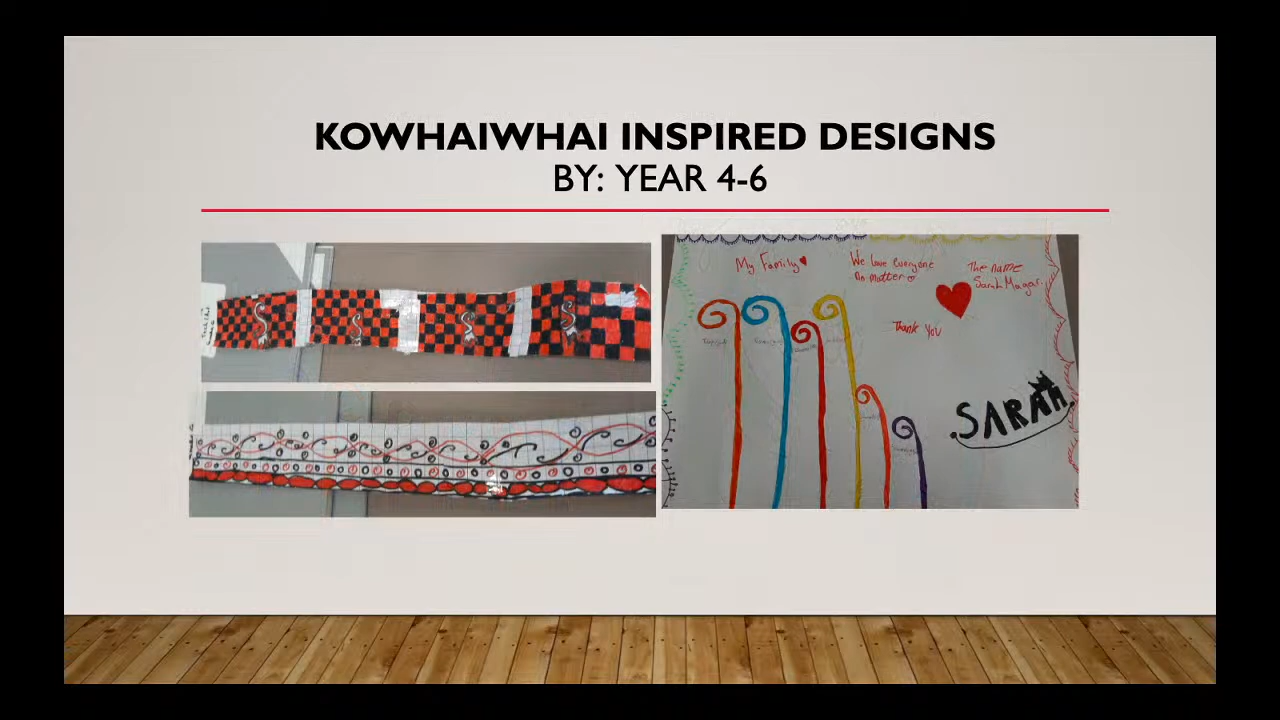 KOWHAIWHAI INSPIRED DESIGNS
BY: YEAR 4-6
My Family
We love everyone
no matter
The name
Sarah Magar.
Thank You
SARAH